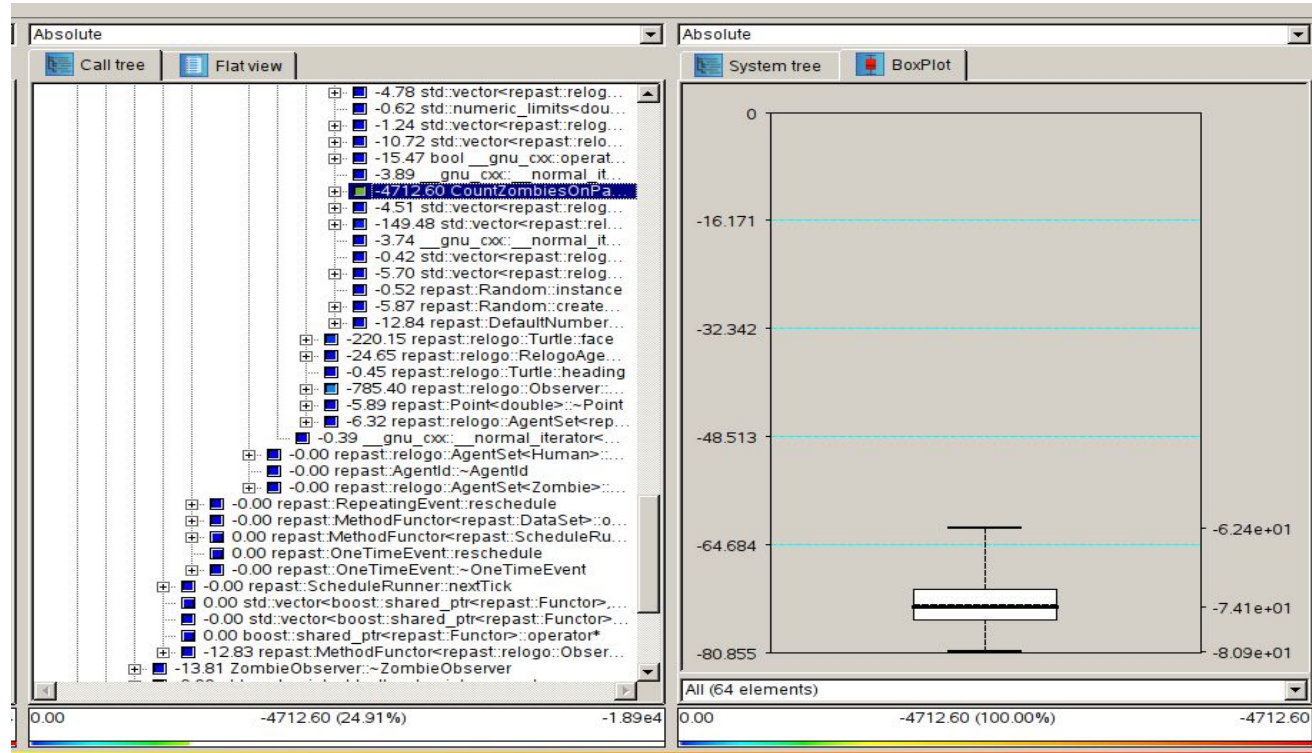 Absolute
Call tree
Flat view
-4.78 std::vector<repast::relog...
-0.62 std::numeric_limits<dou...
-1.24 std::vector<repast::relog...
-10.72 std::vector<repast::relo...
-15.47 bool __gnu_cxx::operat...
-3.89 __gnu_cxx::__normal_it...
-4712.60 CountZombiesOnPa...
-4.51 std::vector<repast::relog...
-149.48 std::vector<repast::rel...
-3.74 __gnu_cxx::__normal_it...
-0.42 std::vector<repast::relog...
-5.70 std::vector<repast::relog...
-0.52 repast::Random::instance
-5.87 repast::Random::create...
-12.84 repast::DefaultNumber...
-220.15 repast::relogo::Turtle::face
-24.65 repast::relogo::RelogoAge...
-0.45 repast::relogo::Turtle::heading
-785.40 repast::relogo::Observer::...
-5.89 repast::Point<double>::~Point
-6.32 repast::relogo::AgentSet<rep...
-0.39 __gnu_cxx::__normal_iterator<...
-0.00 repast::relogo::AgentSet<Human>::...
-0.00 repast::AgentId::~AgentId
-0.00 repast::relogo::AgentSet<Zombie>::...
-0.00 repast::RepeatingEvent::reschedule
-0.00 repast::MethodFunctor<repast::DataSet>::o...
0.00 repast::MethodFunctor<repast::ScheduleRu...
0.00 repast::OneTimeEvent::reschedule
-0.00 repast::OneTimeEvent::~OneTimeEvent
-0.00 repast::ScheduleRunner::nextTick
0.00 std::vector<boost::shared_ptr<repast::Functor>,...
-0.00 std::vector<boost::shared_ptr<repast::Functor>...
0.00 boost::shared_ptr<repast::Functor>::operator*
-12.83 repast::MethodFunctor<repast::relogo::Obser...
-13.81 ZombieObserver::~ZombieObserver
0.00 -4712.60 (24.91%) -1.89e4
Absolute
System tree
BoxPlot
0
-16.171
-32.342
-48.513
-64.684
-80.855
-6.24e+01
-7.41e+01
-8.09e+01
All (64 elements)
0.00 -4712.60 (100.00%) -4712.60